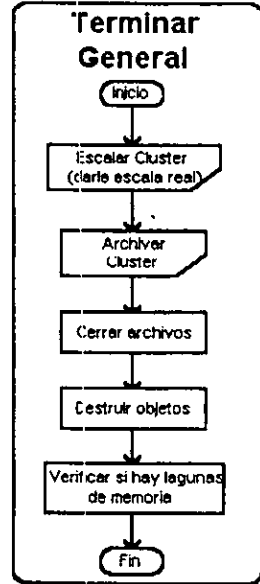 Terminar
General
Inicio
Escalar Cluster
(darle escala real)
Archivar
Cluster
Cerrar archivos
Destruir objetos
Verificar si hay lagunas
de memoria
Fin